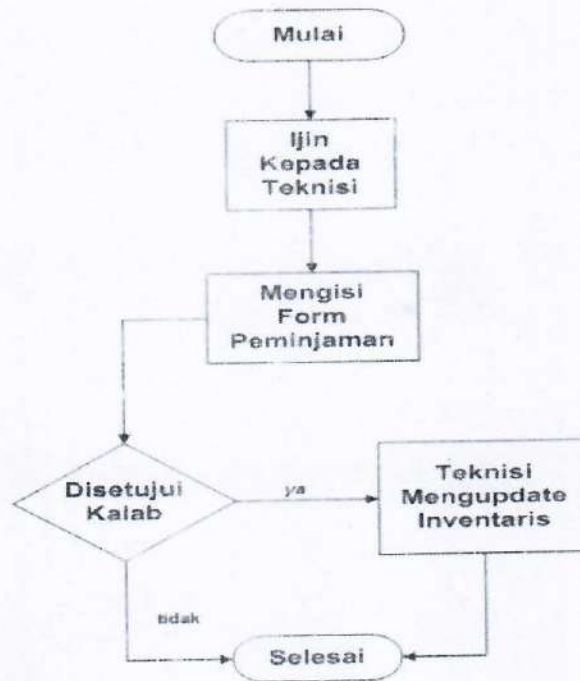 Mulai
Ijin
Kepada
Teknisi
Mengisi
Form
Peminjaman
Disetujui
Kalab
ya
Teknisi
Mengupdate
Inventaris
tidak
Selesai